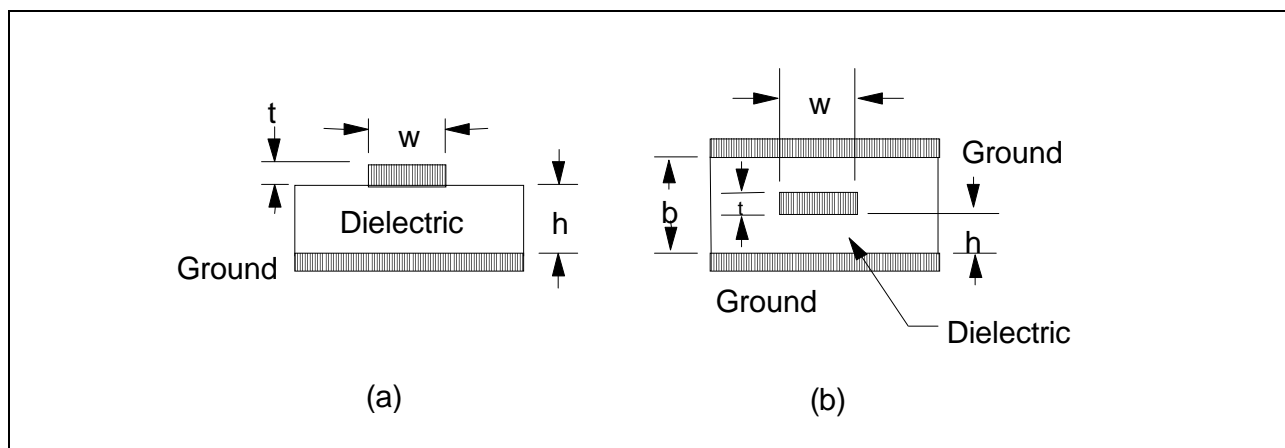 t
w
Dielectric
h
Ground
(a)
w
Ground
b
t
h
Ground
Dielectric
(b)